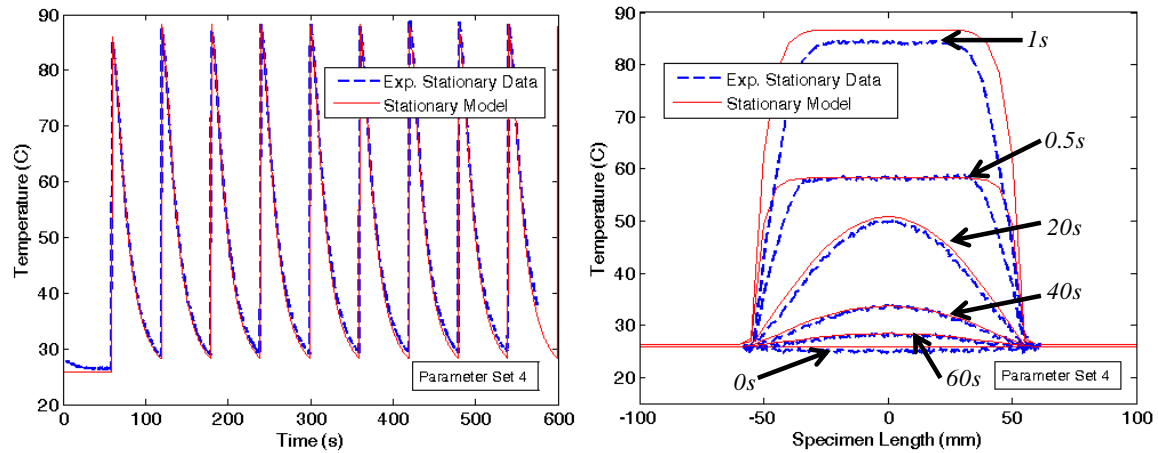 90
80
70
60
50
40
30
20
0
100
200
300
400
500
600
Temperature (C)
Time (s)
Exp. Stationary Data
Stationary Model
Parameter Set 4
90
80
70
60
50
40
30
20
-100
-50
0
50
100
Temperature (C)
Specimen Length (mm)
Exp. Stationary Data
Stationary Model
1s
0.5s
20s
40s
60s
0s
Parameter Set 4